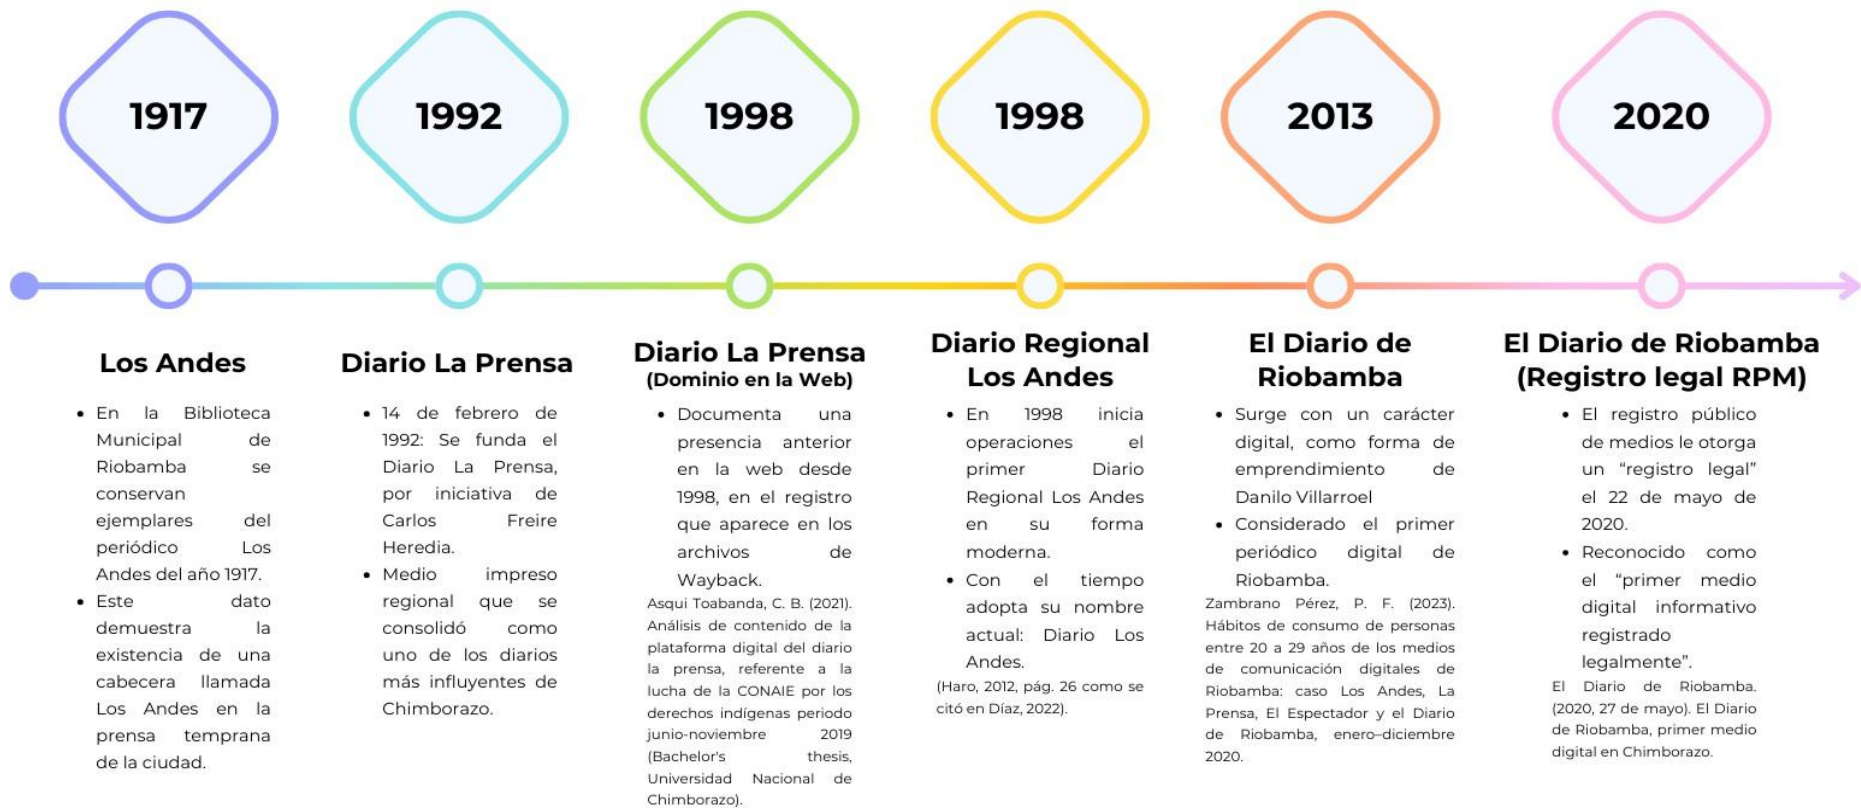 1917
1992
1998
1998
2013
2020
Los Andes
En la Biblioteca
Municipal de
Riobamba se
conservan
ejemplares del
periódico Los
Andes del año 1917.
Este dato
demuestra la
existencia de una
cabecera llamada
Los Andes en la
prensa temprana
de la ciudad.
Diario La Prensa
14 de febrero de
1992: Se funda el
Diario La Prensa,
por iniciativa de
Carlos Freire
Heredia.
Medio impreso
regional que se
consolidó como
uno de los diarios
más influyentes de
Chimborazo.
Diario La Prensa
(Dominio en la Web)
Documenta una
presencia anterior
en la web desde
1998, en el registro
que aparece en los
archivos de
Wayback.
Asqui Toabanda, C. B. (2021).
Análisis de contenido de la
plataforma digital del diario
la prensa, referente a la
lucha de la CONAIE por los
derechos indígenas periodo
junio-noviembre 2019
(Bachelor's thesis,
Universidad Nacional de
Chimborazo).
Diario Regional
Los Andes
En 1998 inicia
operaciones el
primer Diario
Regional Los Andes
en su forma
moderna.
Con el tiempo
adopta su nombre
actual: Diario Los
Andes.
(Haro, 2012, pág. 26 como se
citó en Díaz, 2022).
El Diario de
Riobamba
Surge con un carácter
digital, como forma de
emprendimiento de
Danilo Villarroel
Considerado el primer
periódico digital de
Riobamba.
Zambrano Pérez, P. F. (2023).
Hábitos de consumo de personas
entre 20 a 29 años de los medios
de comunicación digitales de
Riobamba: caso Los Andes, La
Prensa, El Espectador y el Diario
de Riobamba, enero–diciembre
2020.
El Diario de Riobamba
(Registro legal RPM)
El registro público
de medios le otorga
un “registro legal”
el 22 de mayo de
2020.
Reconocido como
el “primer medio
digital informativo
registrado
legalmente”.
El Diario de Riobamba.
(2020, 27 de mayo). El Diario
de Riobamba, primer medio
digital en Chimborazo.